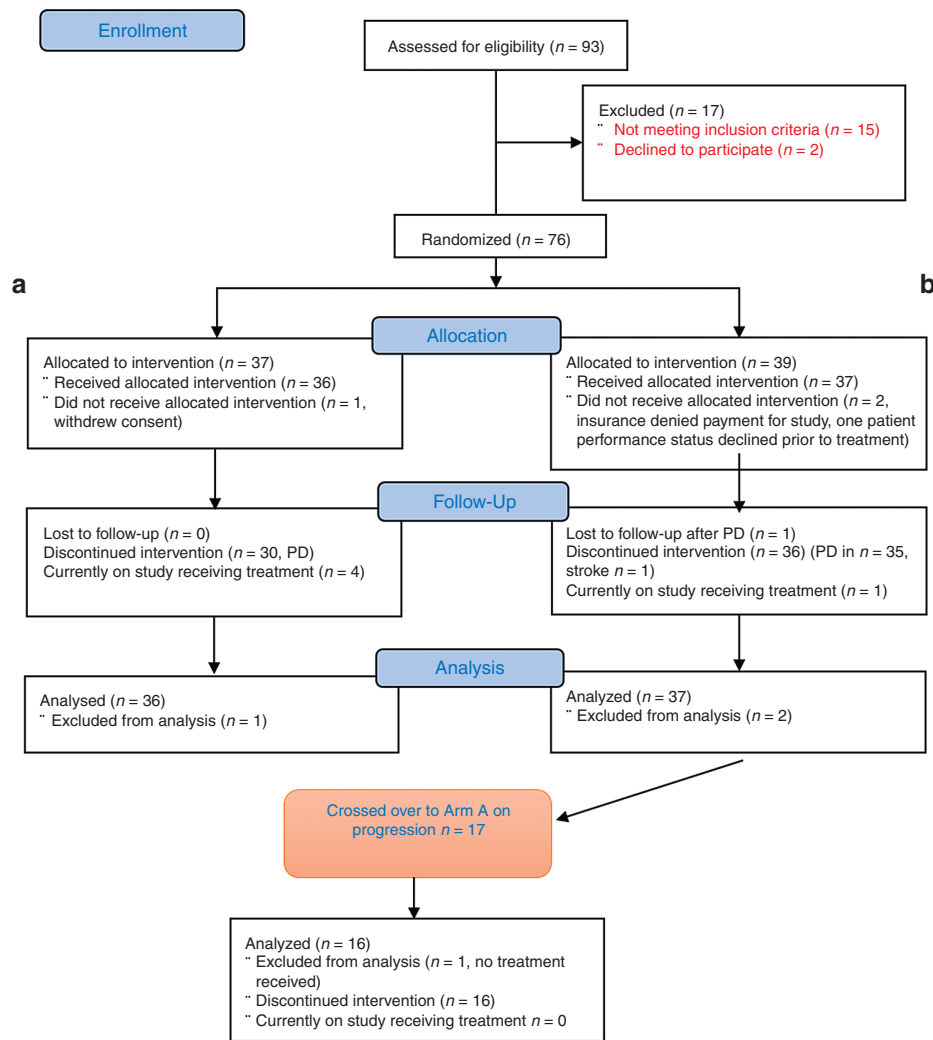 Enrollment
Assessed for eligibility (n = 93)
Excluded (n = 17)
¨ Not meeting inclusion criteria (n = 15)
¨ Declined to participate (n = 2)
Randomized (n = 76)
a
b
Allocation
Allocated to intervention (n = 37)
¨ Received allocated intervention (n = 36)
¨ Did not receive allocated intervention (n = 1,
withdrew consent)
Allocated to intervention (n = 39)
¨ Received allocated intervention (n = 37)
¨ Did not receive allocated intervention (n = 2,
insurance denied payment for study, one patient
performance status declined prior to treatment)
Follow-Up
Lost to follow-up (n = 0)
Discontinued intervention (n = 30, PD)
Currently on study receiving treatment (n = 4)
Lost to follow-up after PD (n = 1)
Discontinued intervention (n = 36) (PD in n = 35,
stroke n = 1)
Currently on study receiving treatment (n = 1)
Analysis
Analysed (n = 36)
¨ Excluded from analysis (n = 1)
Analyzed (n = 37)
¨ Excluded from analysis (n = 2)
Crossed over to Arm A on
progression n = 17
Analyzed (n = 16)
¨ Excluded from analysis (n = 1, no treatment
received)
¨ Discontinued intervention (n = 16)
¨ Currently on study receiving treatment n = 0